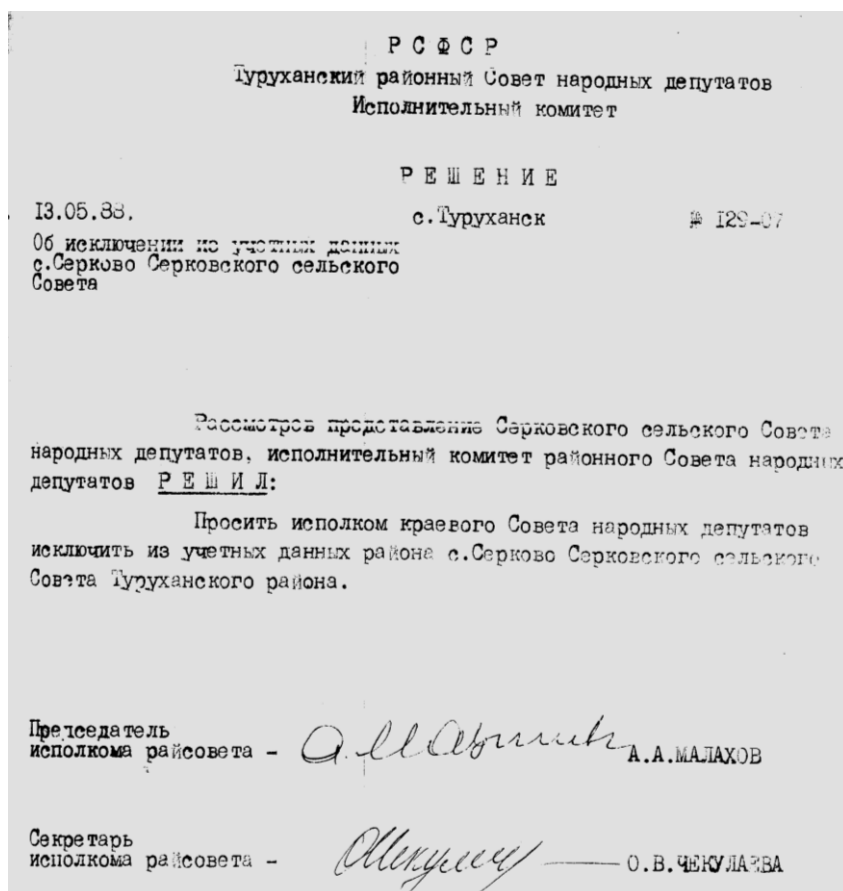 Р С Ф С Р
Туруханский районный Совет народных депутатов
Исполнительный комитет
Р Е Ш Е Н И Е
13.05.88.
с.Туруханск
№ 129-07
Об исключении из учетных данных
с.Серково Серковского сельского
Совета
Рассмотрев представление Серковского сельского Совета
народных депутатов, исполнительный комитет районного Совета народных
депутатов Р Е Ш И Л:
Просить исполком краевого Совета народных депутатов
исключить из учетных данных района с.Серково Серковского сельского
Совета Туруханского района.
Председатель
исполкома райсовета -
А.А.МАЛАХОВ
Секретарь
исполкома райсовета -
О.В.ЧЕКУЛАЕВА